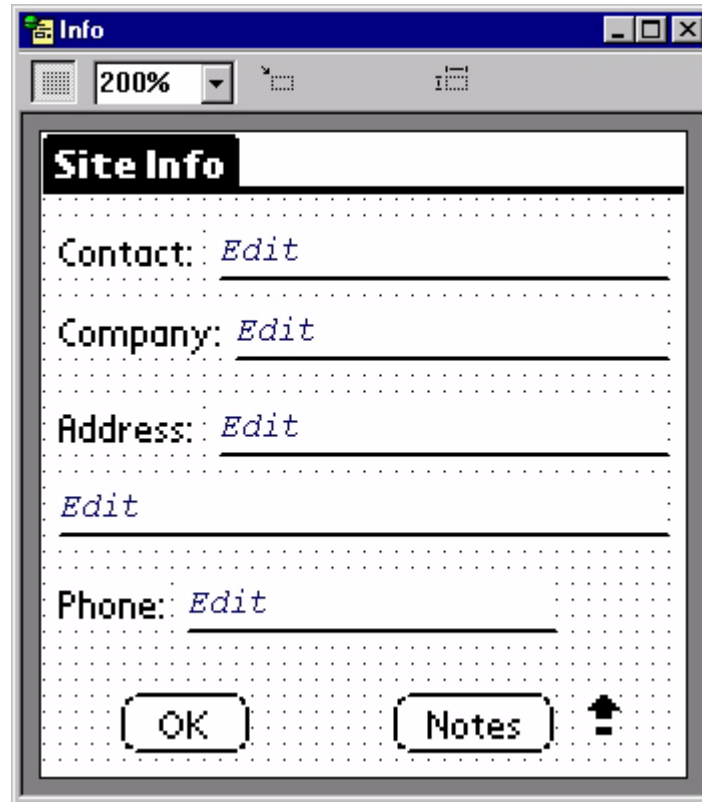 Info
200%
Site Info
Contact: Edit
Company: Edit
Address: Edit
Edit
Phone: Edit
OK Notes